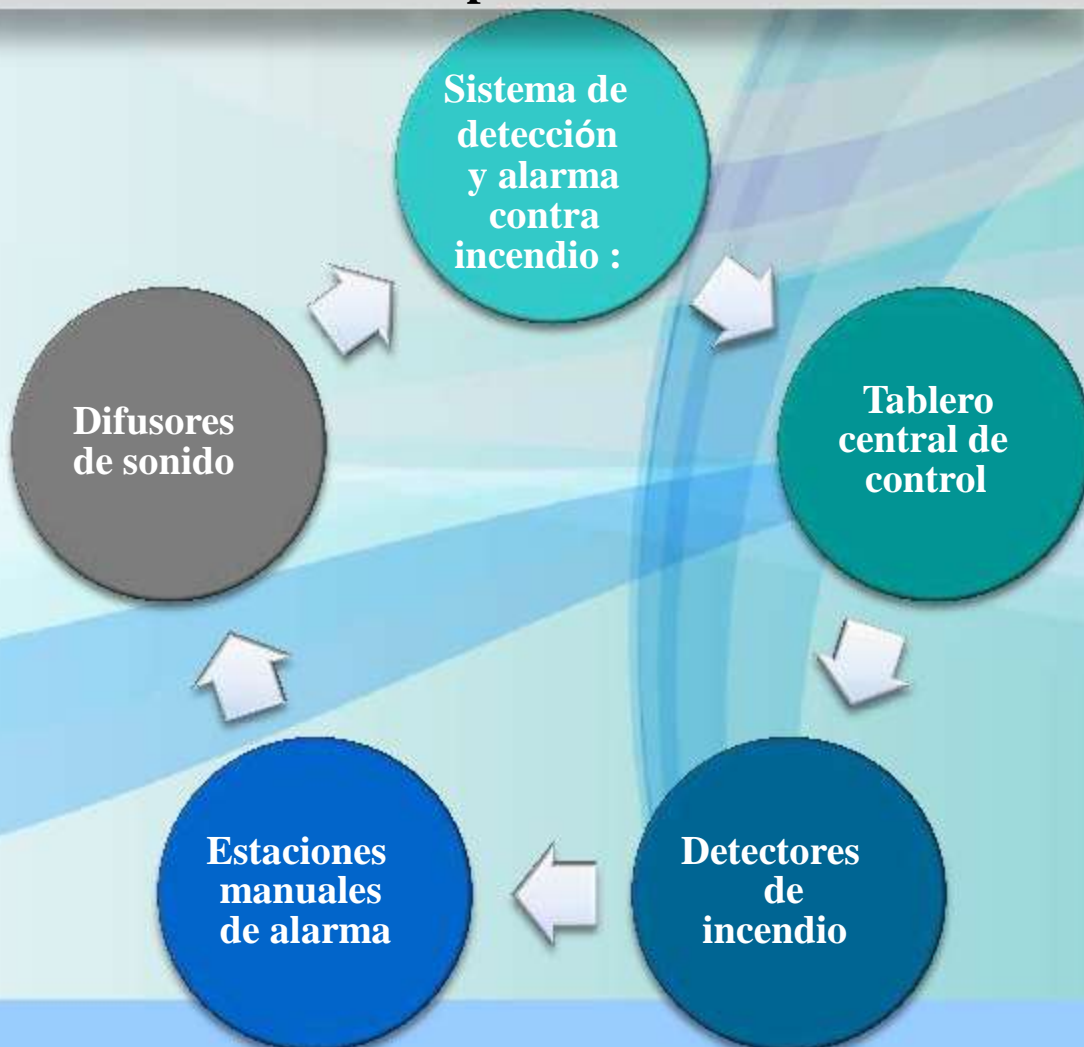 Sistema de
detección
y alarma
contra
incendio :
Tablero
central de
control
Detectores
de
incendio
Estaciones
manuales
de alarma
Difusores
de sonido